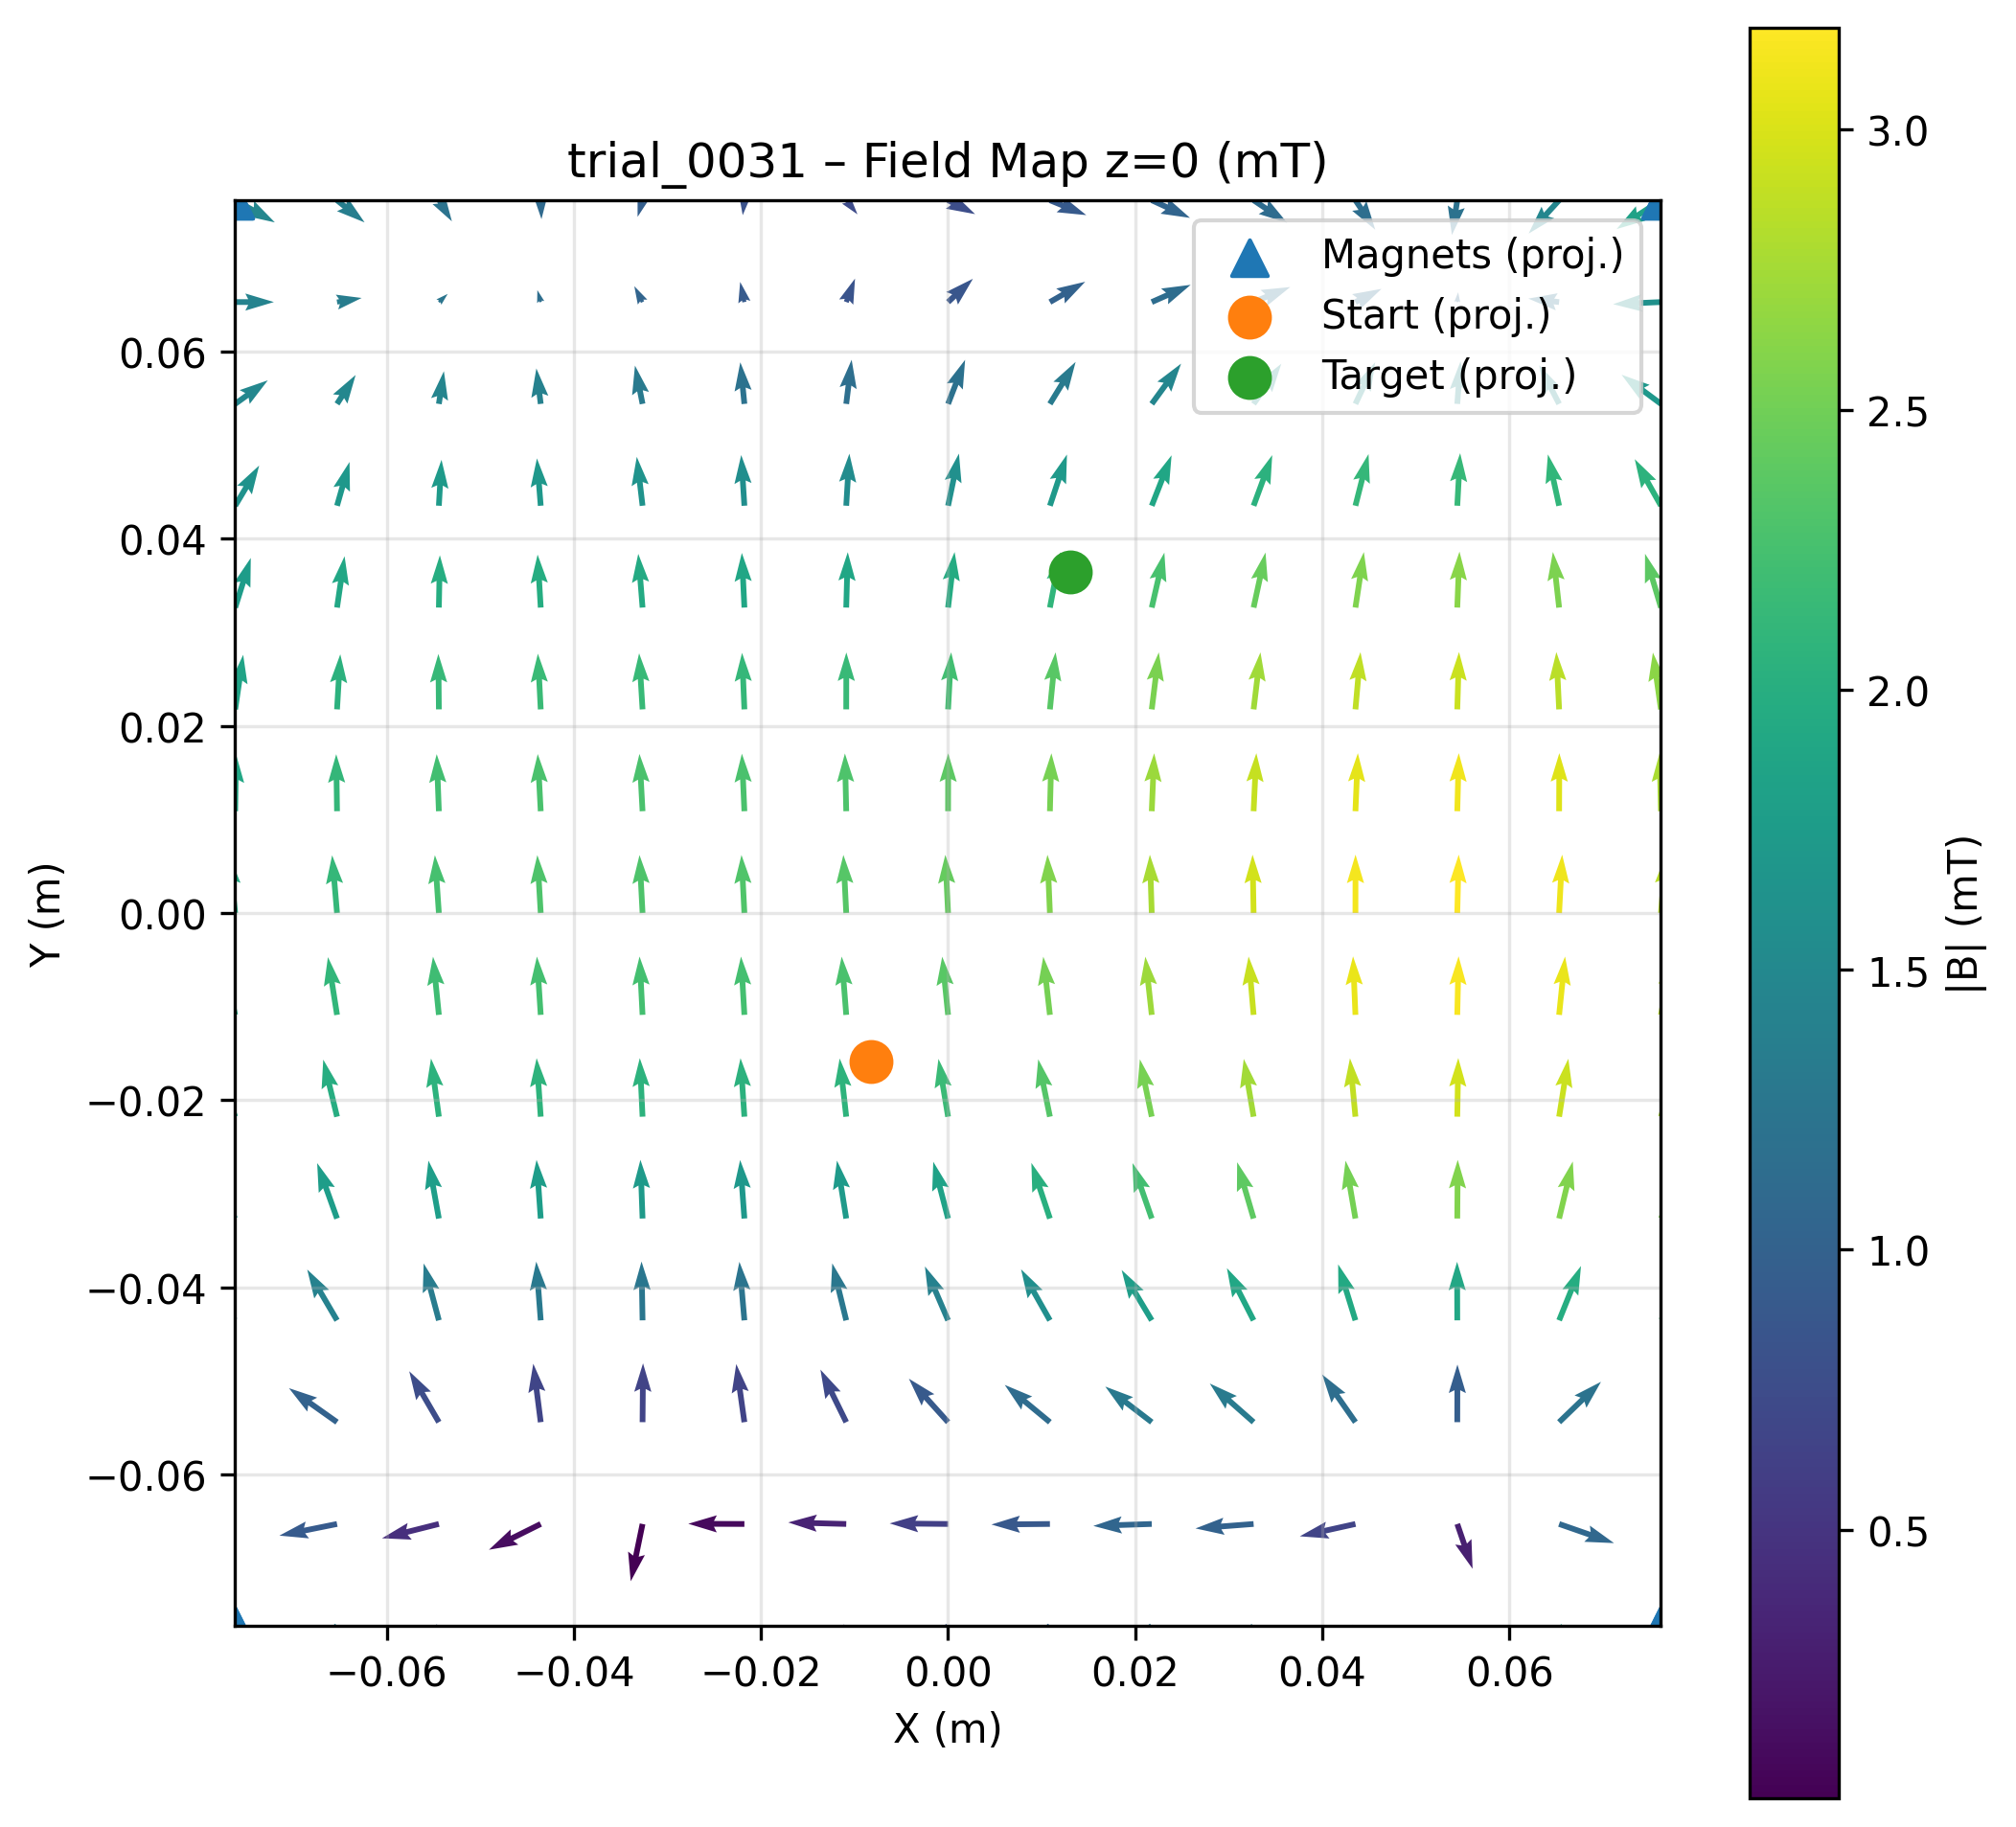 trial_0031 – Field Map z=0 (mT)
Magnets (proj.)
Start (proj.)
Target (proj.)
Y (m)
0.06
0.04
0.02
0.00
−0.02
−0.04
−0.06
−0.06 −0.04 −0.02 0.00 0.02 0.04 0.06
X (m)
3.0
2.5
2.0
1.5
1.0
0.5
|B| (mT)